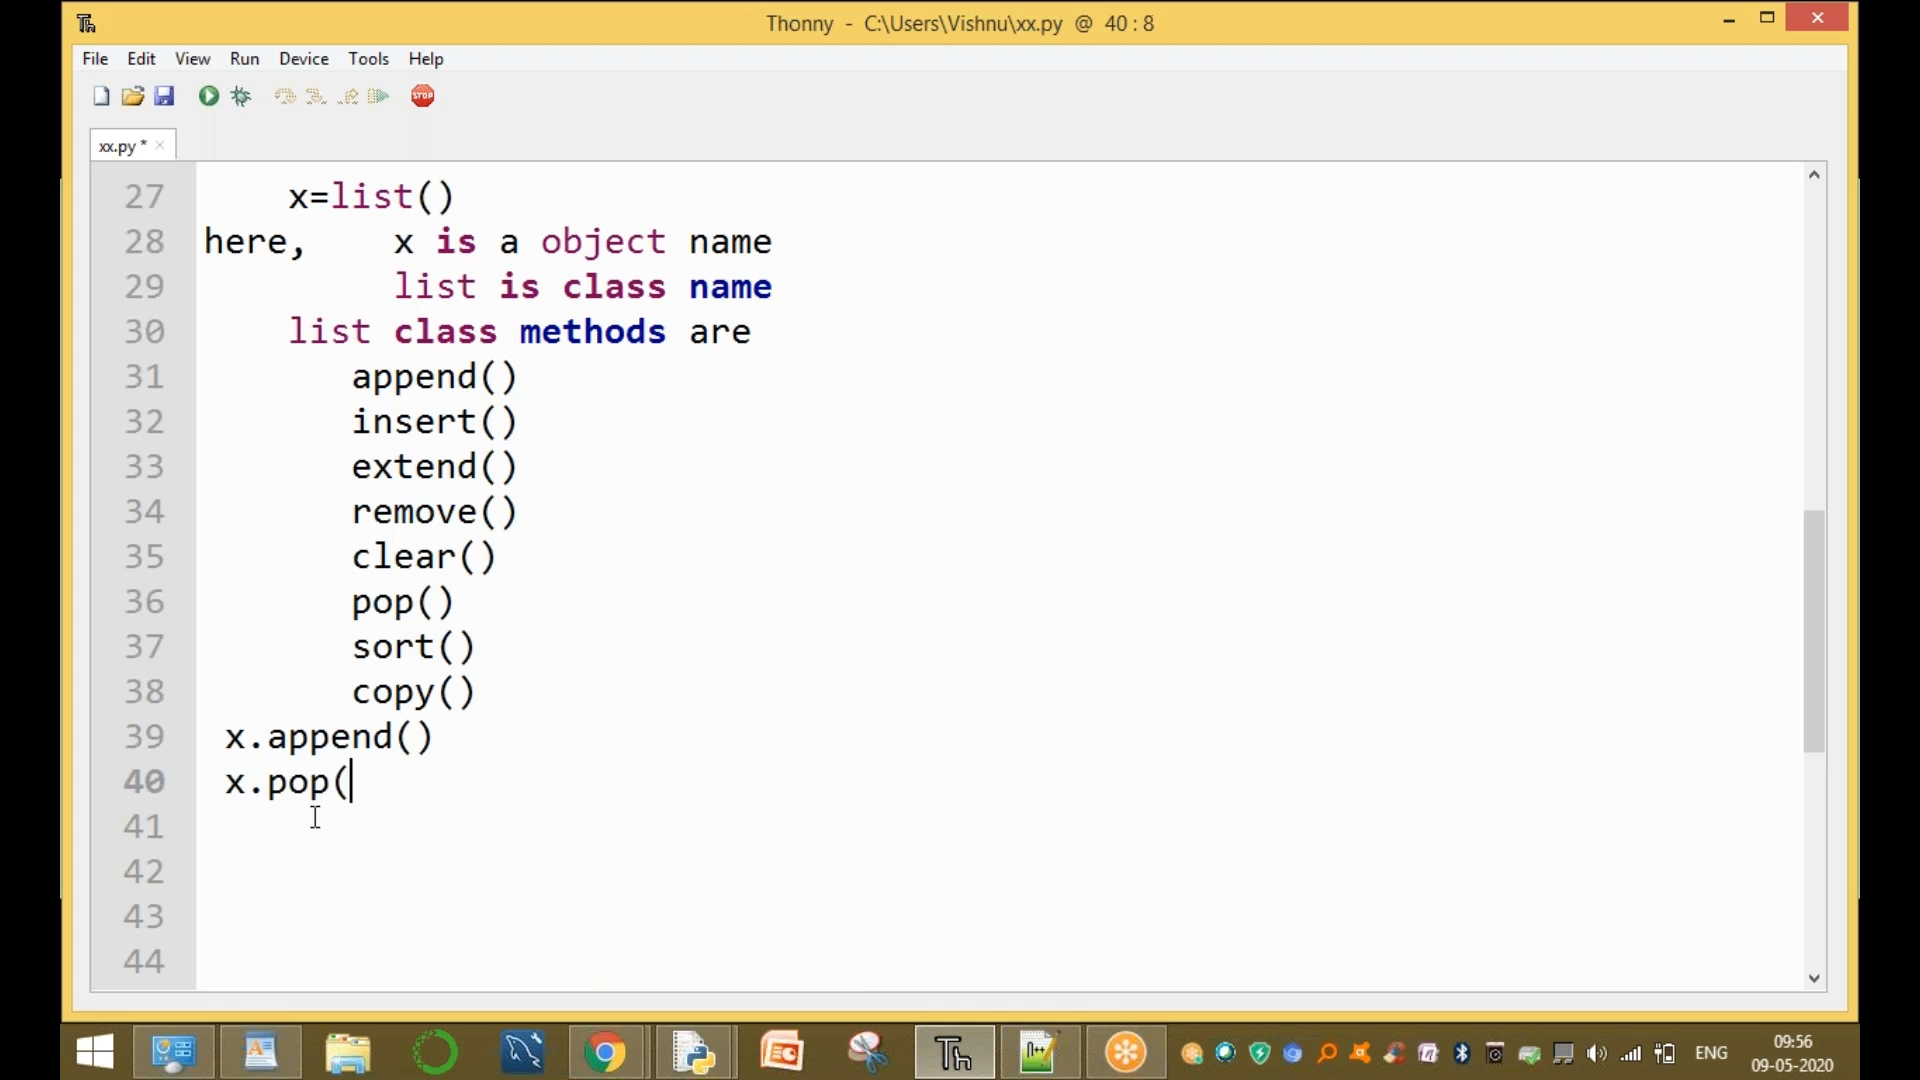 Thonny - C:\Users\Vishnu\xx.py @ 40 : 8
File Edit View Run Device Tools Help
STOP
xx.py *
27 x=list()
28 here, x is a object name
29 list is class name
30 list class methods are
31 append()
32 insert()
33 extend()
34 remove()
35 clear()
36 pop()
37 sort()
38 copy()
39 x.append()
40 x.pop(
41
42
43
44
ENG
09:56
09-05-2020